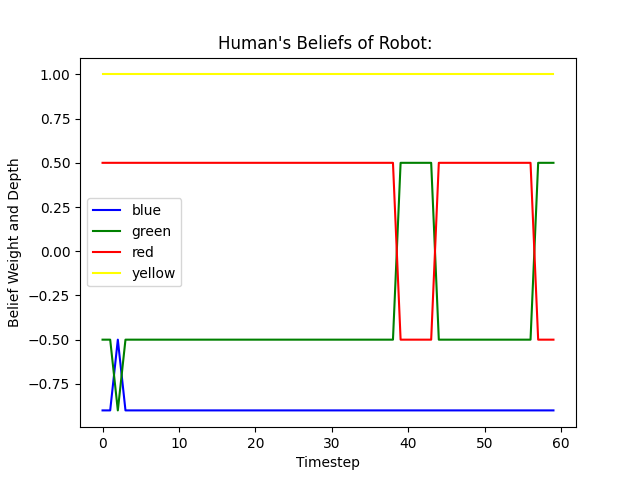 Human's Beliefs of Robot:
Belief Weight and Depth
1.00
0.75
0.50
0.25
0.00
−0.25
−0.50
−0.75
blue
green
red
yellow
0 10 20 30 40 50 60
Timestep